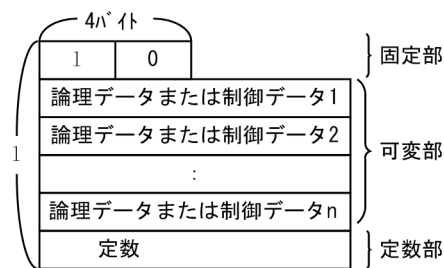 4バイト
1 0 固定部
論理データまたは制御データ1
論理データまたは制御データ2
1 : 可変部
論理データまたは制御データn
定数 定数部